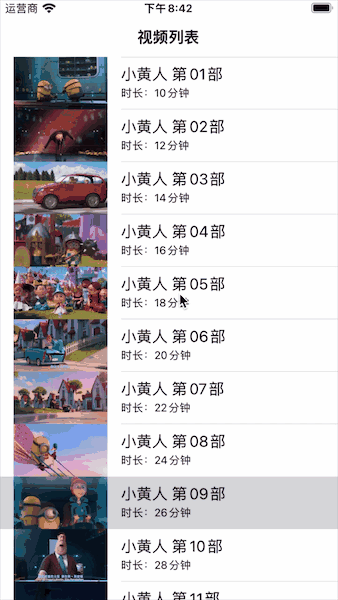 运营商 下午8:42
视频列表
小黄人 第01部
时长：10分钟
小黄人 第02部
时长：12分钟
小黄人 第03部
时长：14分钟
小黄人 第04部
时长：16分钟
小黄人 第05部
时长：18分钟
小黄人 第06部
时长：20分钟
小黄人 第07部
时长：22分钟
小黄人 第08部
时长：24分钟
小黄人 第09部
时长：26分钟
小黄人 第10部
时长：28分钟
小黄人 第11部